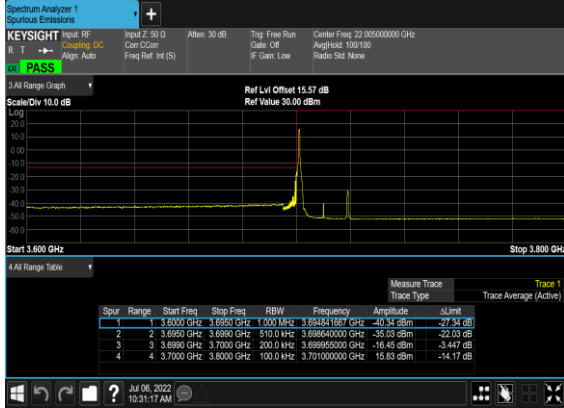 Spectrum Analyzer 1
Spurious Emissions
+
KEYSIGHT Input: RF Input Z: 50 Ω Atten: 30 dB Trig: Free Run Center Freq: 22.005000000 GHz
R T Coupling: DC Corr CCorr Gate: Off Avg|Hold: 100/100
Align: Auto Freq Ref: Int (S) IF Gain: Low Radio Std: None
PASS
3 All Range Graph
Ref Lvl Offset 15.57 dB
Scale/Div 10.0 dB Ref Value 30.00 dBm
Log
20.0
10.0
0.00
-10.0
-20.0
-30.0
-40.0
-50.0
-60.0
Start 3.600 GHz Stop 3.800 GHz
4 All Range Table
Measure Trace Trace 1
Trace Type Trace Average (Active)
Spur Range Start Freq Stop Freq RBW Frequency Amplitude ΔLimit
1 1 3.6000 GHz 3.6950 GHz 1.000 MHz 3.694841667 GHz -40.34 dBm -27.34 dB
2 2 3.6950 GHz 3.6990 GHz 510.0 kHz 3.698640000 GHz -35.03 dBm -22.03 dB
3 3 3.6990 GHz 3.7000 GHz 200.0 kHz 3.699955000 GHz -16.45 dBm -3.447 dB
4 4 3.7000 GHz 3.8000 GHz 100.0 kHz 3.701000000 GHz 15.83 dBm -14.17 dB
?
Jul 06, 2022
10:31:17 AM